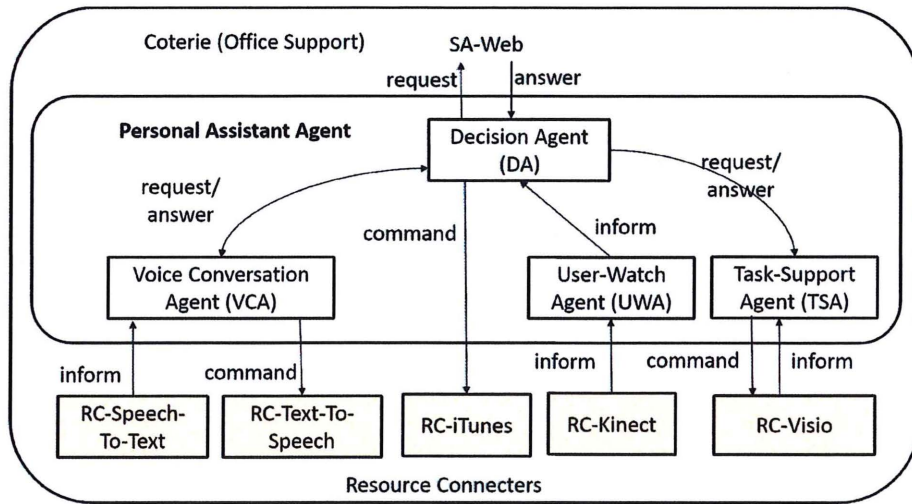 Coterie (Office Support)
SA-Web
request
answer
Personal Assistant Agent
Decision Agent
(DA)
request/
answer
request/
answer
command
inform
Voice Conversation
Agent (VCA)
User-Watch
Agent (UWA)
Task-Support
Agent (TSA)
inform
command
inform
command
inform
RC-Speech-
To-Text
RC-Text-To-
Speech
RC-iTunes
RC-Kinect
RC-Visio
Resource Connecters